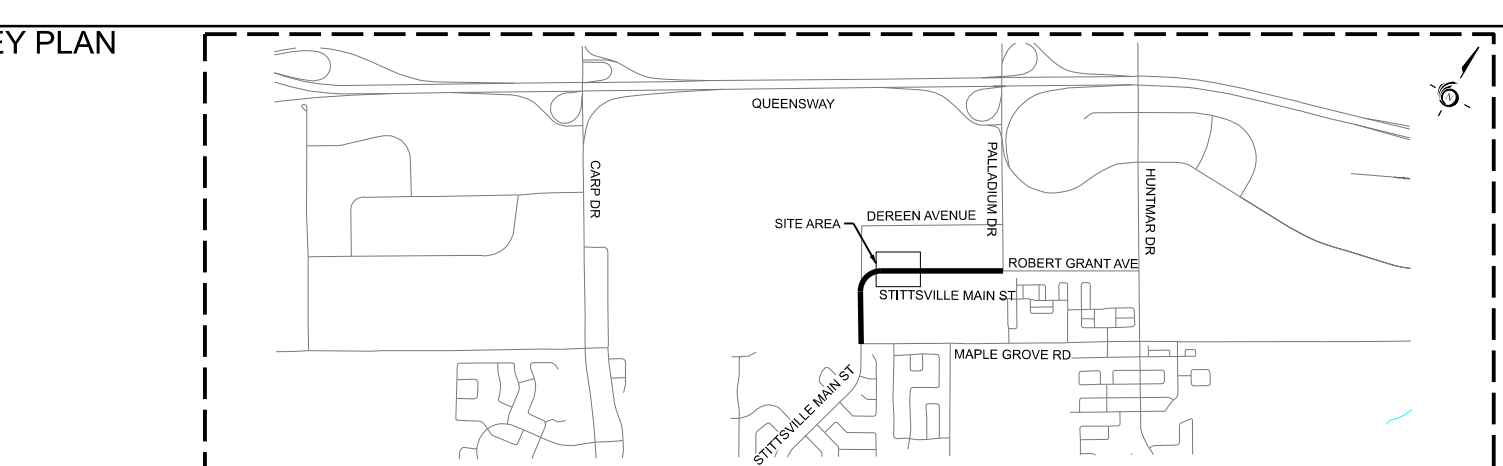 EY PLAN
QUEENSWAY
CARP DR
PALLADIUM DR
HUNTMAR DR
SITE AREA
DEREEN AVENUE
ROBERT GRANT AVE
STITTSVILLE MAIN ST
MAPLE GROVE RD
STITTSVILLE MAIN ST